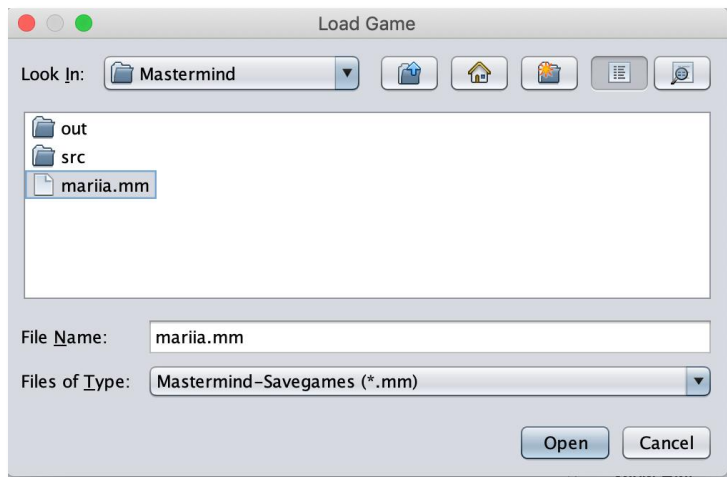 Load Game
Look In: Mastermind
out
src
mariia.mm
File Name: mariia.mm
Files of Type: Mastermind-Savegames (*.mm)
Open Cancel